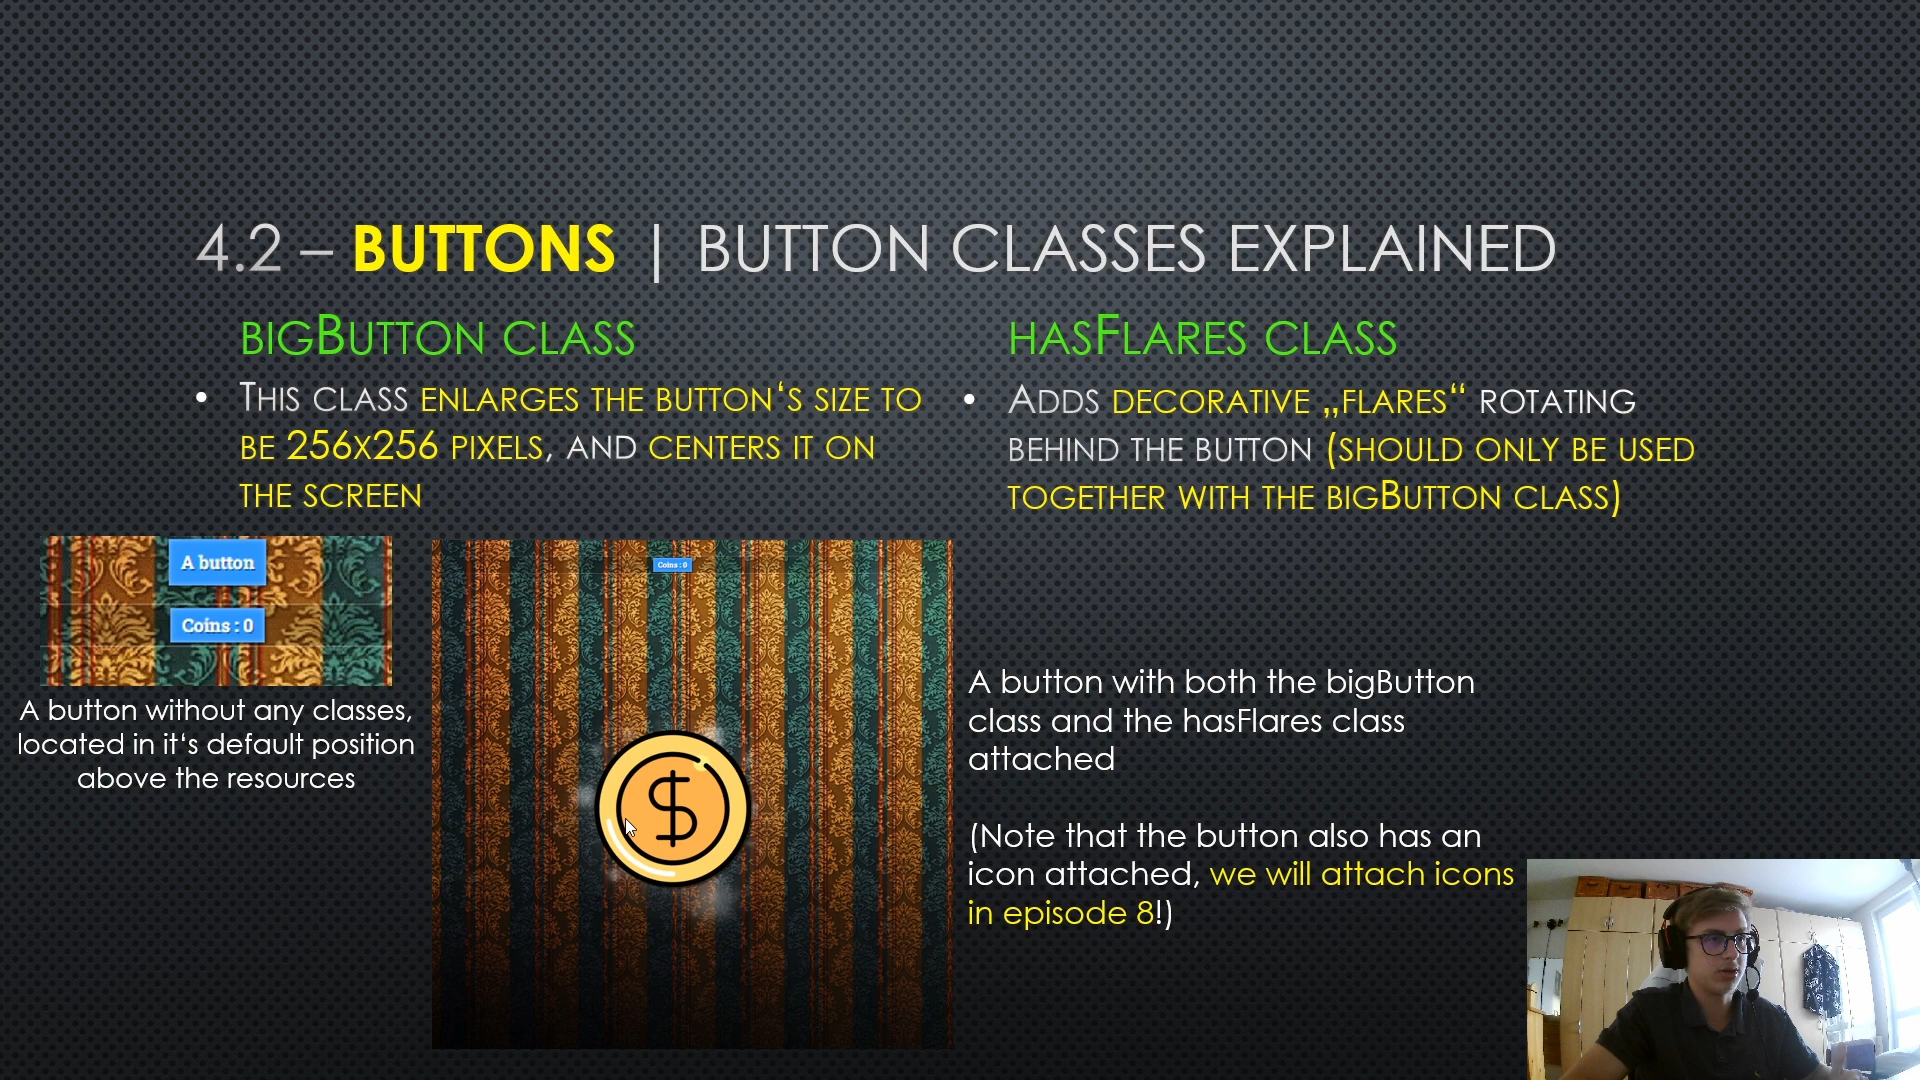 4.2 – BUTTONS | BUTTON CLASSES EXPLAINED
BIGBUTTON CLASS
• THIS CLASS ENLARGES THE BUTTON‘S SIZE TO
BE 256X256 PIXELS, AND CENTERS IT ON
THE SCREEN
HASFLARES CLASS
• ADDS DECORATIVE „FLARES“ ROTATING
BEHIND THE BUTTON (SHOULD ONLY BE USED
TOGETHER WITH THE BIGBUTTON CLASS)
A button
Coins : 0
A button without any classes,
located in it‘s default position
above the resources
Coins : 0
$
A button with both the bigButton
class and the hasFlares class
attached
(Note that the button also has an
icon attached, we will attach icons
in episode 8!)